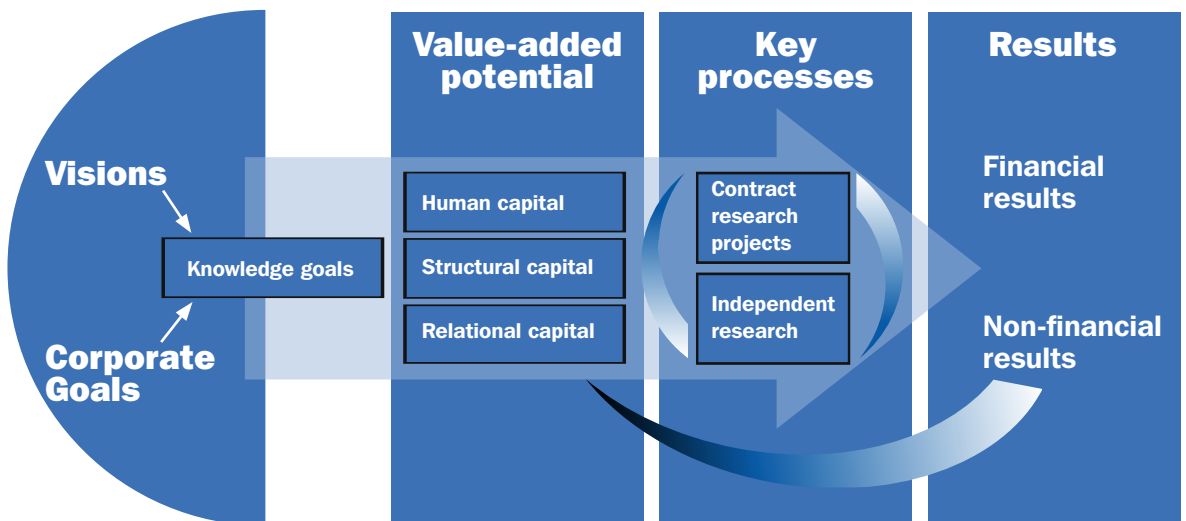 Value-added
potential
Key
processes
Results
Visions
Knowledge goals
Corporate
Goals
Human capital
Structural capital
Relational capital
Contract
research
projects
Independent
research
Financial
results
Non-financial
results